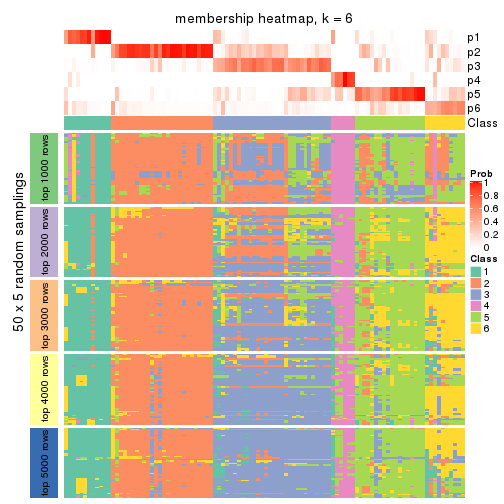 membership heatmap, k = 6
p1
p2
p3
p4
p5
p6
Class
50 x 5 random samplings
top 1000 rows
top 2000 rows
top 3000 rows
top 4000 rows
top 5000 rows
Prob
1
0.8
0.6
0.4
0.2
0
Class
1
2
3
4
5
6